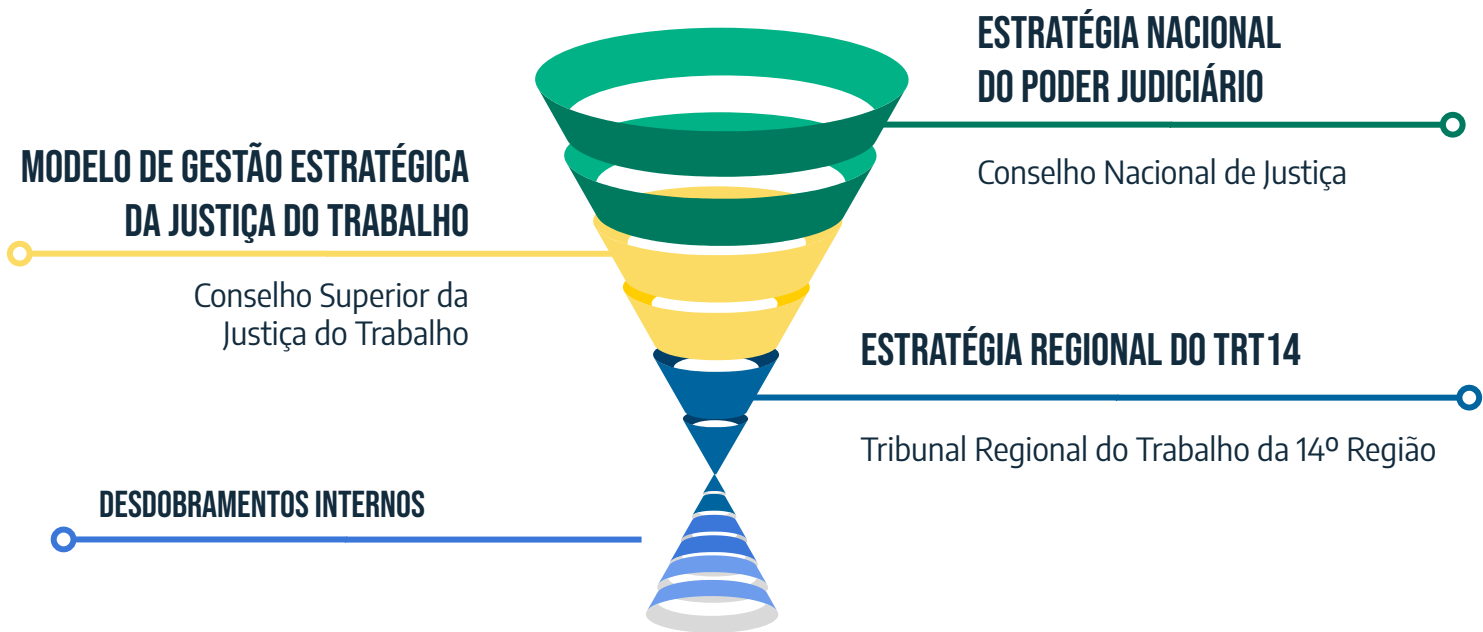 ESTRATÉGIA NACIONAL
DO PODER JUDICIÁRIO
Conselho Nacional de Justiça
MODELO DE GESTÃO ESTRATÉGICA
DA JUSTIÇA DO TRABALHO
Conselho Superior da
Justiça do Trabalho
ESTRATÉGIA REGIONAL DO TRT14
Tribunal Regional do Trabalho da 14º Região
DESDOBRAMENTOS INTERNOS